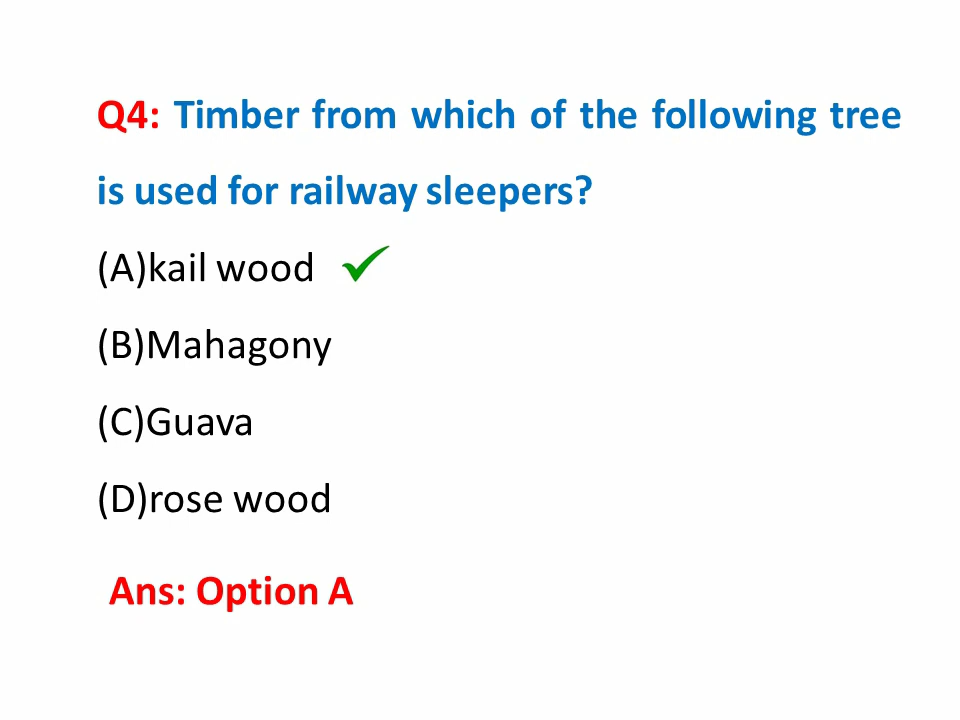 Q4: Timber from which of the following tree
is used for railway sleepers?
(A)kail wood
(B)Mahagony
(C)Guava
(D)rose wood
Ans: Option A